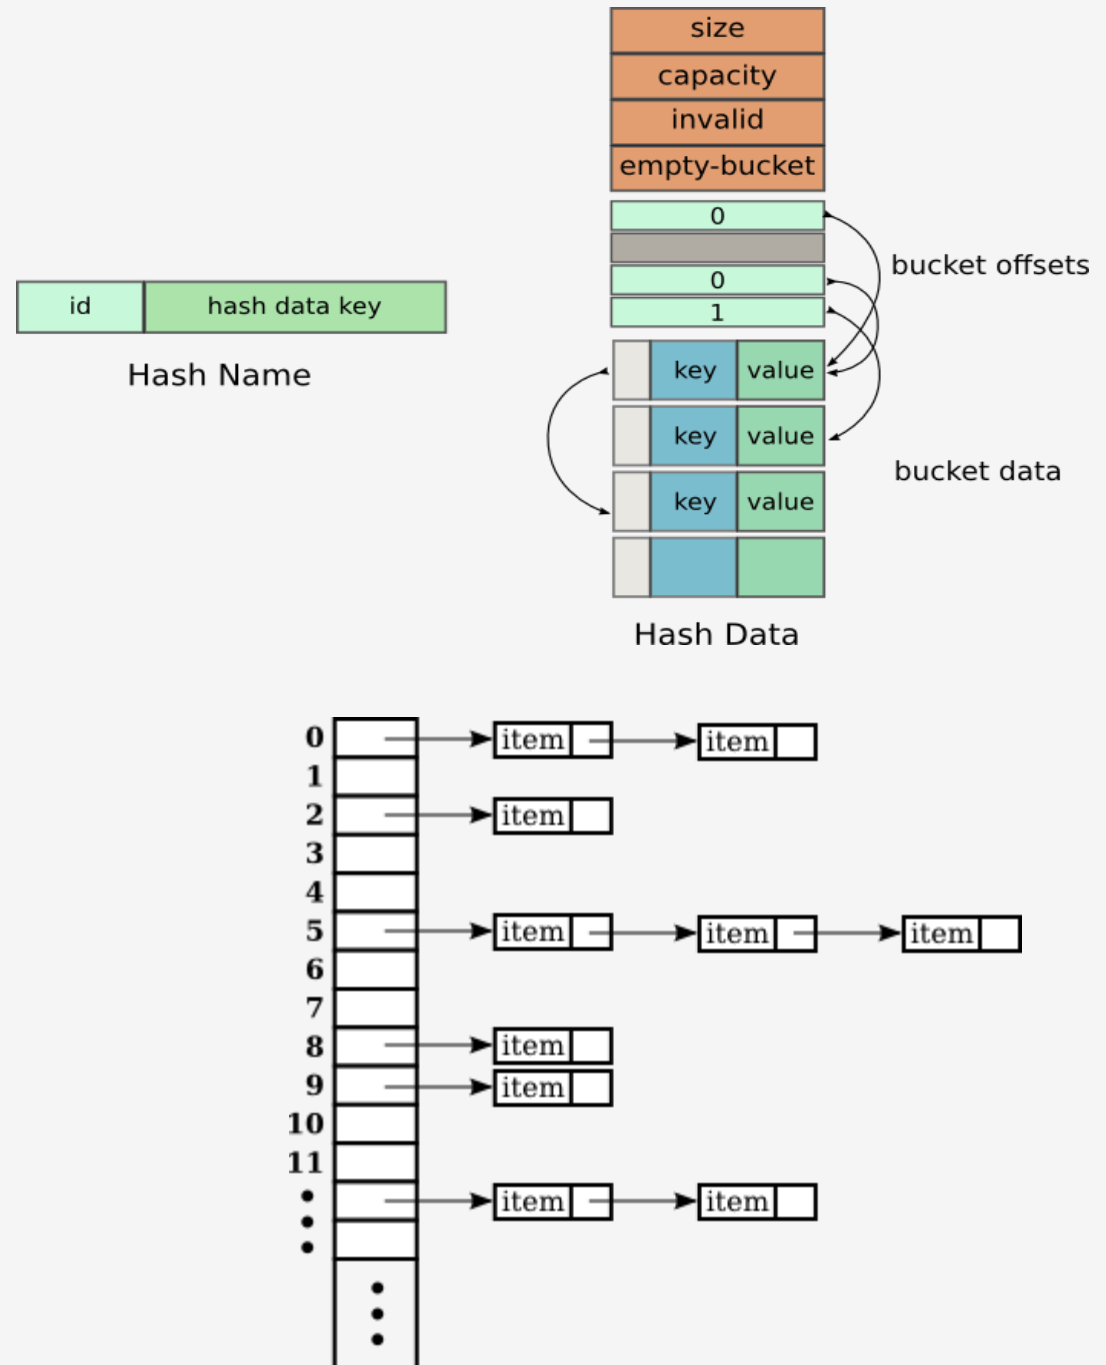 size
capacity
invalid
empty-bucket
0
0
1
bucket offsets
id hash data key
Hash Name
key value
key value
key value
bucket data
Hash Data
0 item item
1
2 item
3
4
5 item item item
6
7
8 item
9 item
10
11
item item